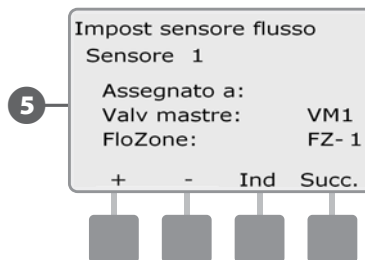 Impost sensore flusso
Sensore 1
5
Assegnato a:
Valv mastre: VM1
FloZone: FZ- 1
+ - Ind Succ.